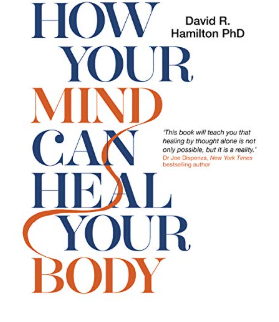 HOW
YOUR
MIND
CAN
HEAL
YOUR
BODY
David R.
Hamilton PhD
'This book will teach you that
healing by thought alone is not
only possible, but it is a reality.'
Dr Joe Dispenza, New York Times
bestselling author